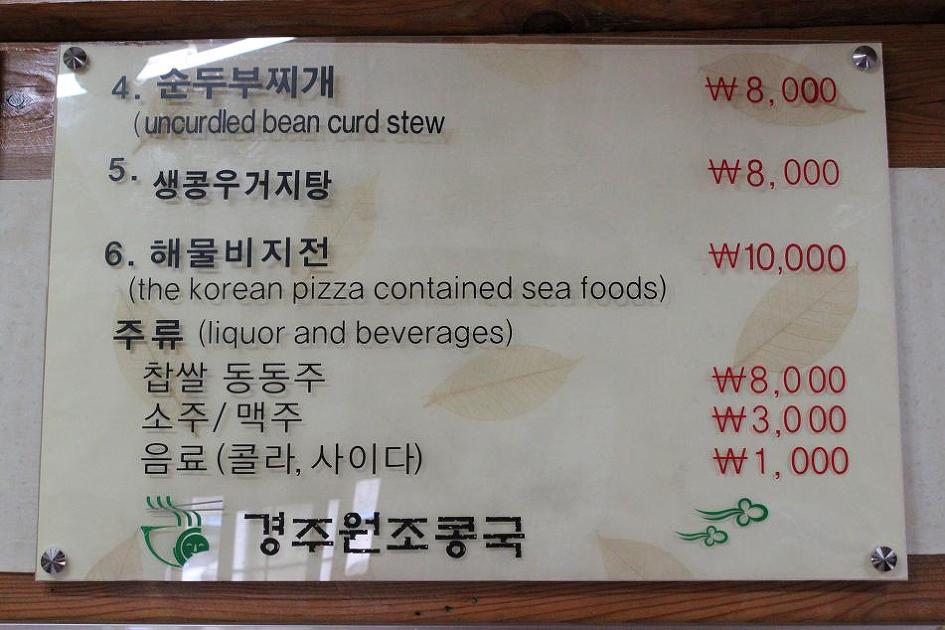 4. 순두부찌개 ₩8,000
(uncurdled bean curd stew
5. 생콩우거지탕 ₩8,000
6. 해물비지전 ₩10,000
(the korean pizza contained sea foods)
주류 (liquor and beverages)
찹쌀 동동주 ₩8,000
소주/맥주 ₩3,000
음료(콜라, 사이다) ₩1,000
경주원조콩국